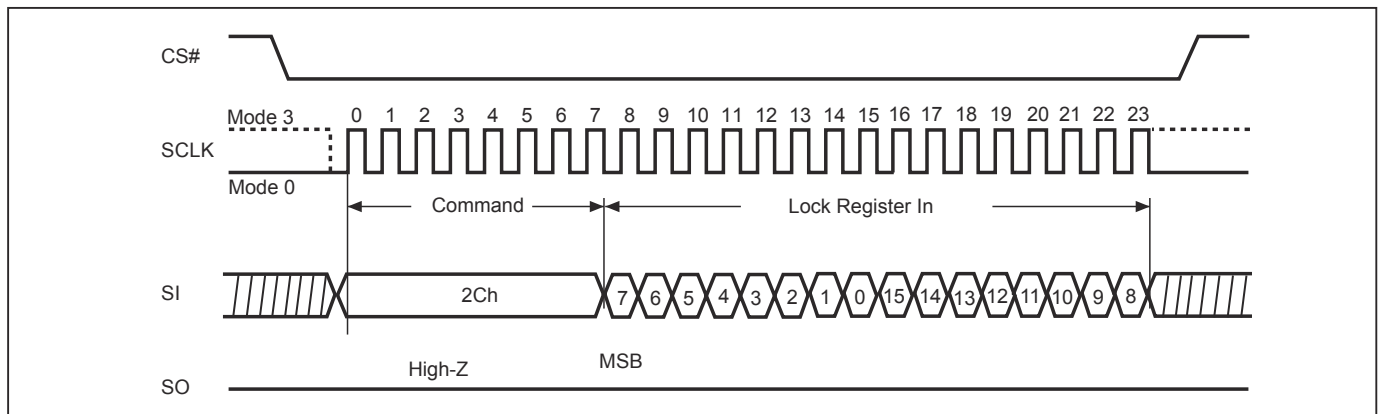 CS#
Mode 3
0 1 2 3 4 5 6 7 8 9 10 11 12 13 14 15 16 17 18 19 20 21 22 23
SCLK
Mode 0
Command
Lock Register In
SI
2Ch
7 6 5 4 3 2 1 0 15 14 13 12 11 10 9 8
High-Z
MSB
SO